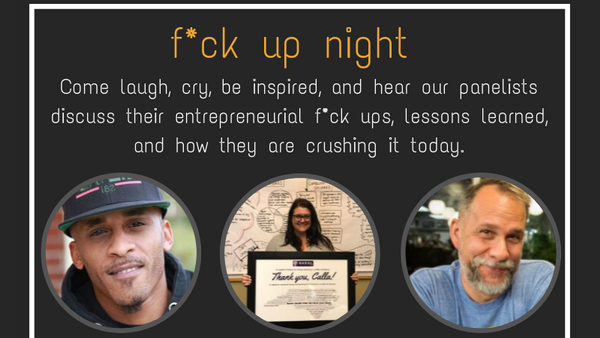 f*ck up night
Come laugh, cry, be inspired, and hear our panelists
discuss their entrepreneurial f*ck ups, lessons learned,
and how they are crushing it today.
Thank you, Calla!